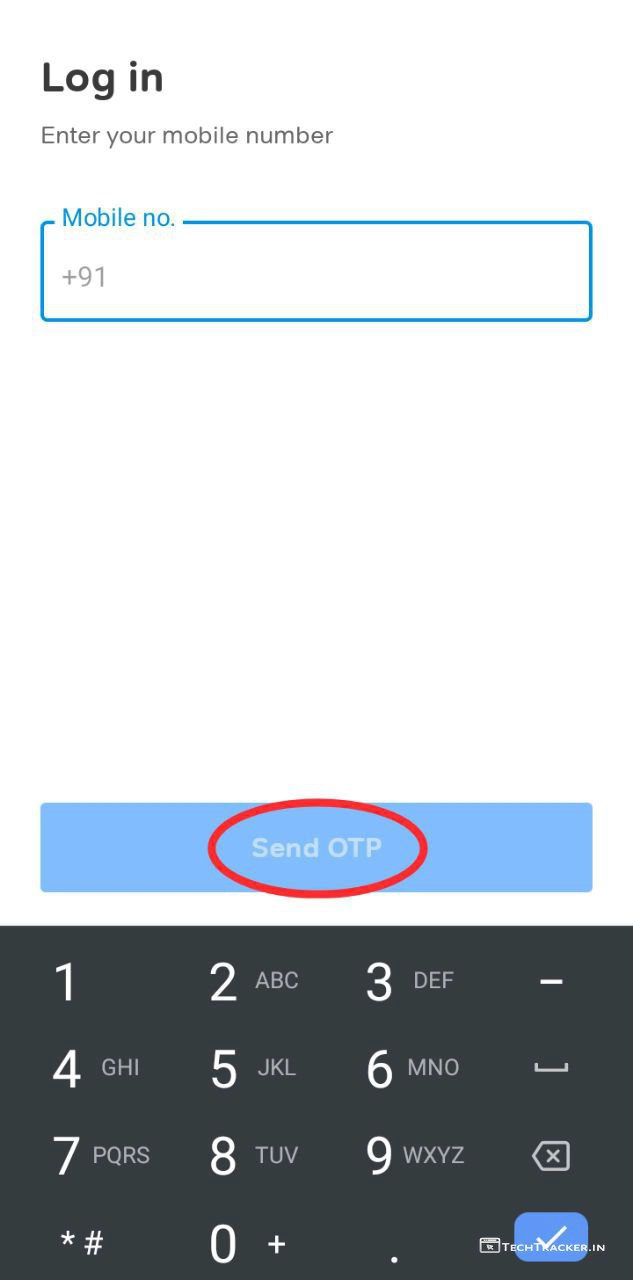 Log in
Enter your mobile number
Mobile no.
+91
Send OTP
1 2 ABC 3 DEF -
4 GHI 5 JKL 6 MNO
7 PQRS 8 TUV 9 WXYZ
* # 0 + .
TECHTRACKER.IN